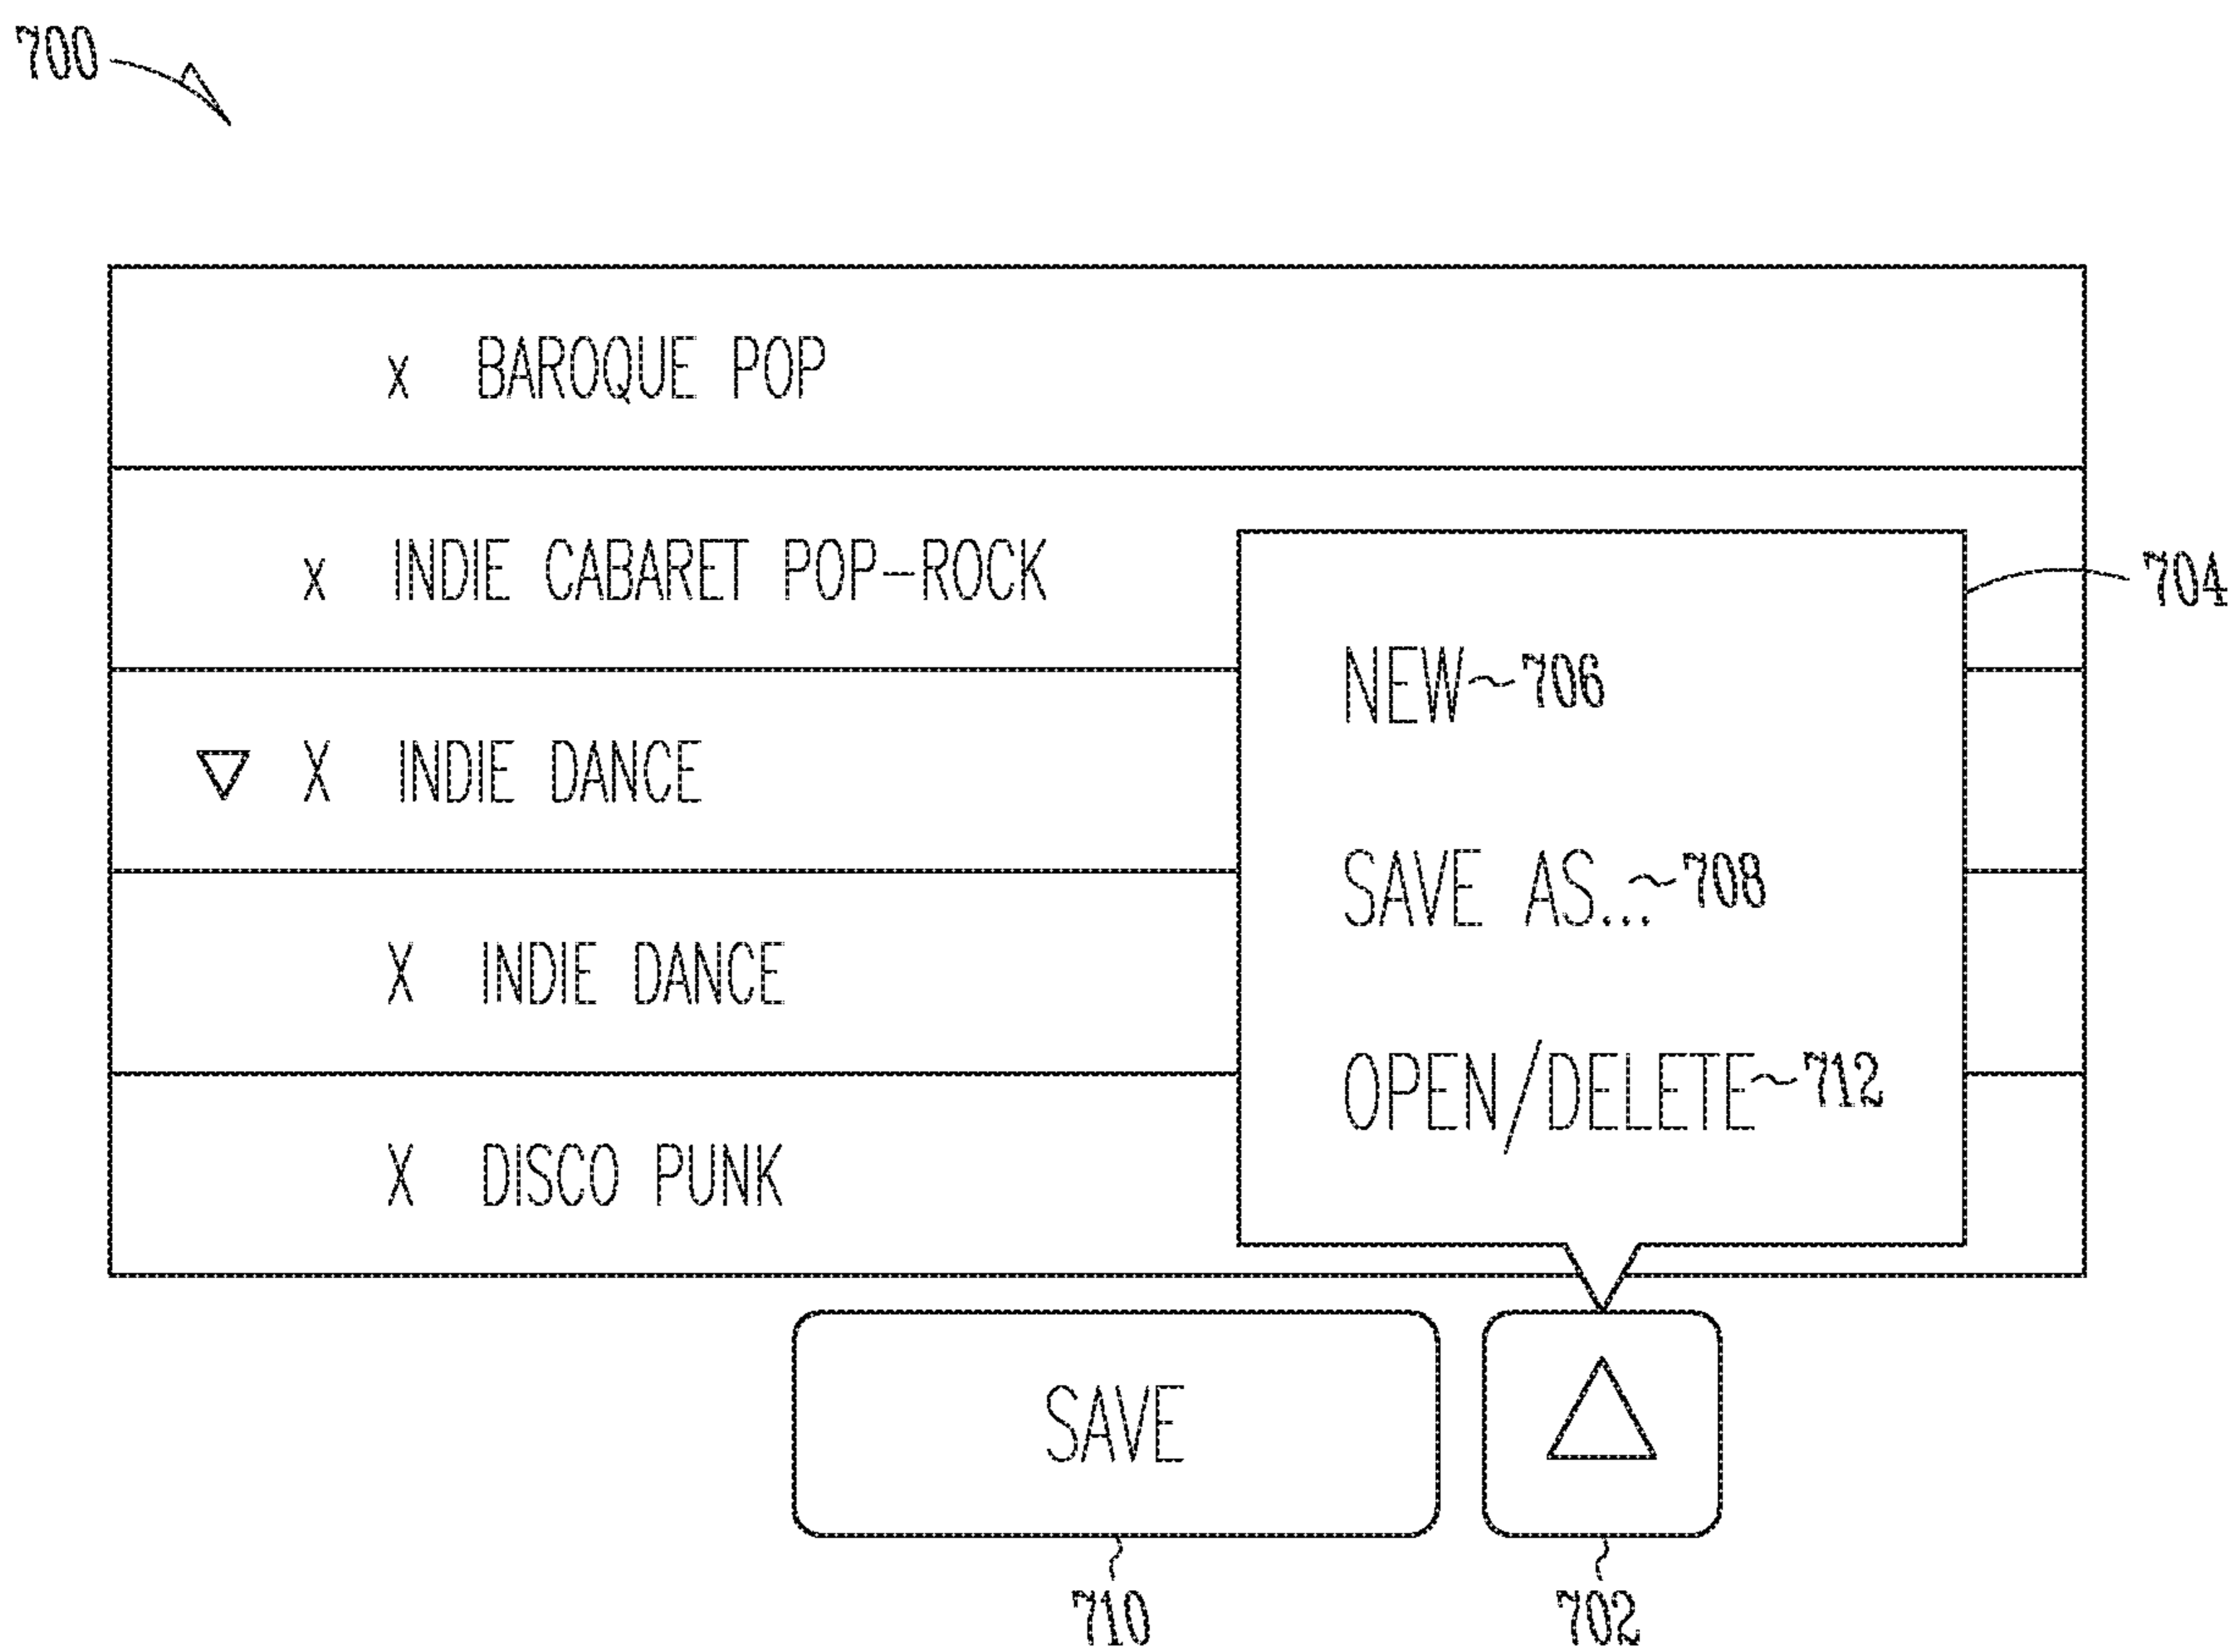 700
x BAROQUE POP
x INDIE CABARET POP-ROCK
704
NEW~706
X INDIE DANCE
SAVE AS...~708
X INDIE DANCE
OPEN/DELETE~712
X DISCO PUNK
SAVE
710
702